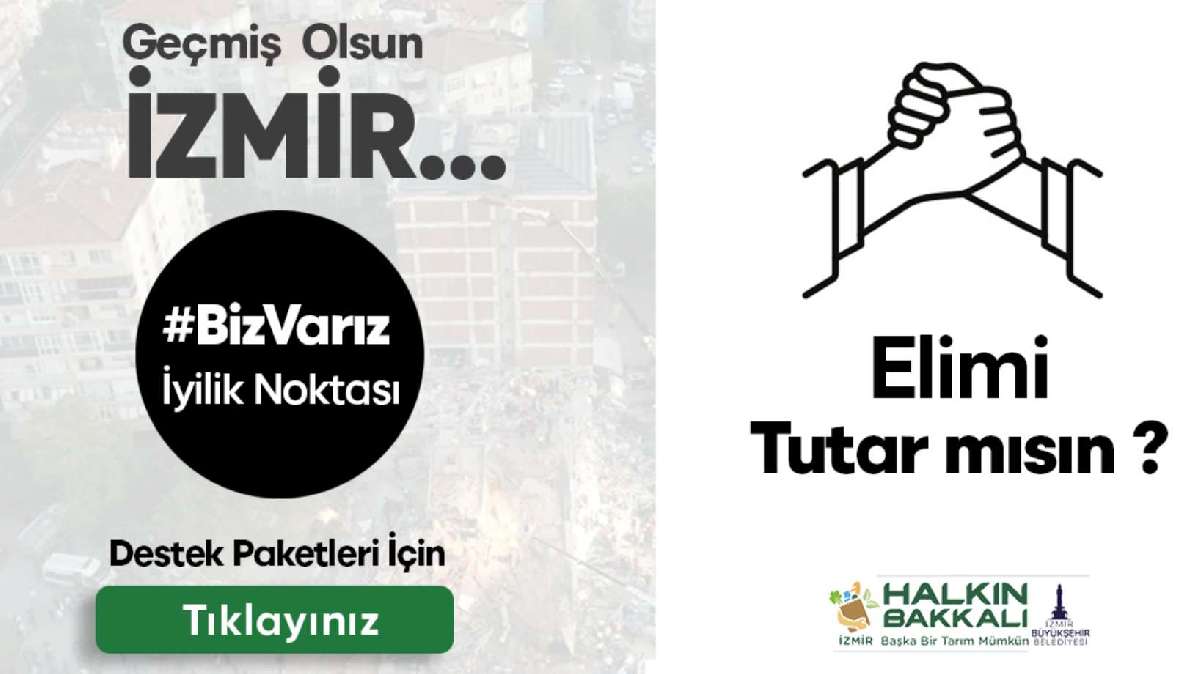 Geçmiş Olsun
İZMİR...
#BizVarız
İyilik Noktası
Destek Paketleri İçin
Tıklayınız
Elimi
Tutar mısın ?
HALKIN
BAKKALI
İZMİR Başka Bir Tarım Mümkün
İZMİR
BÜYÜKŞEHİR
BELEDİYESİ